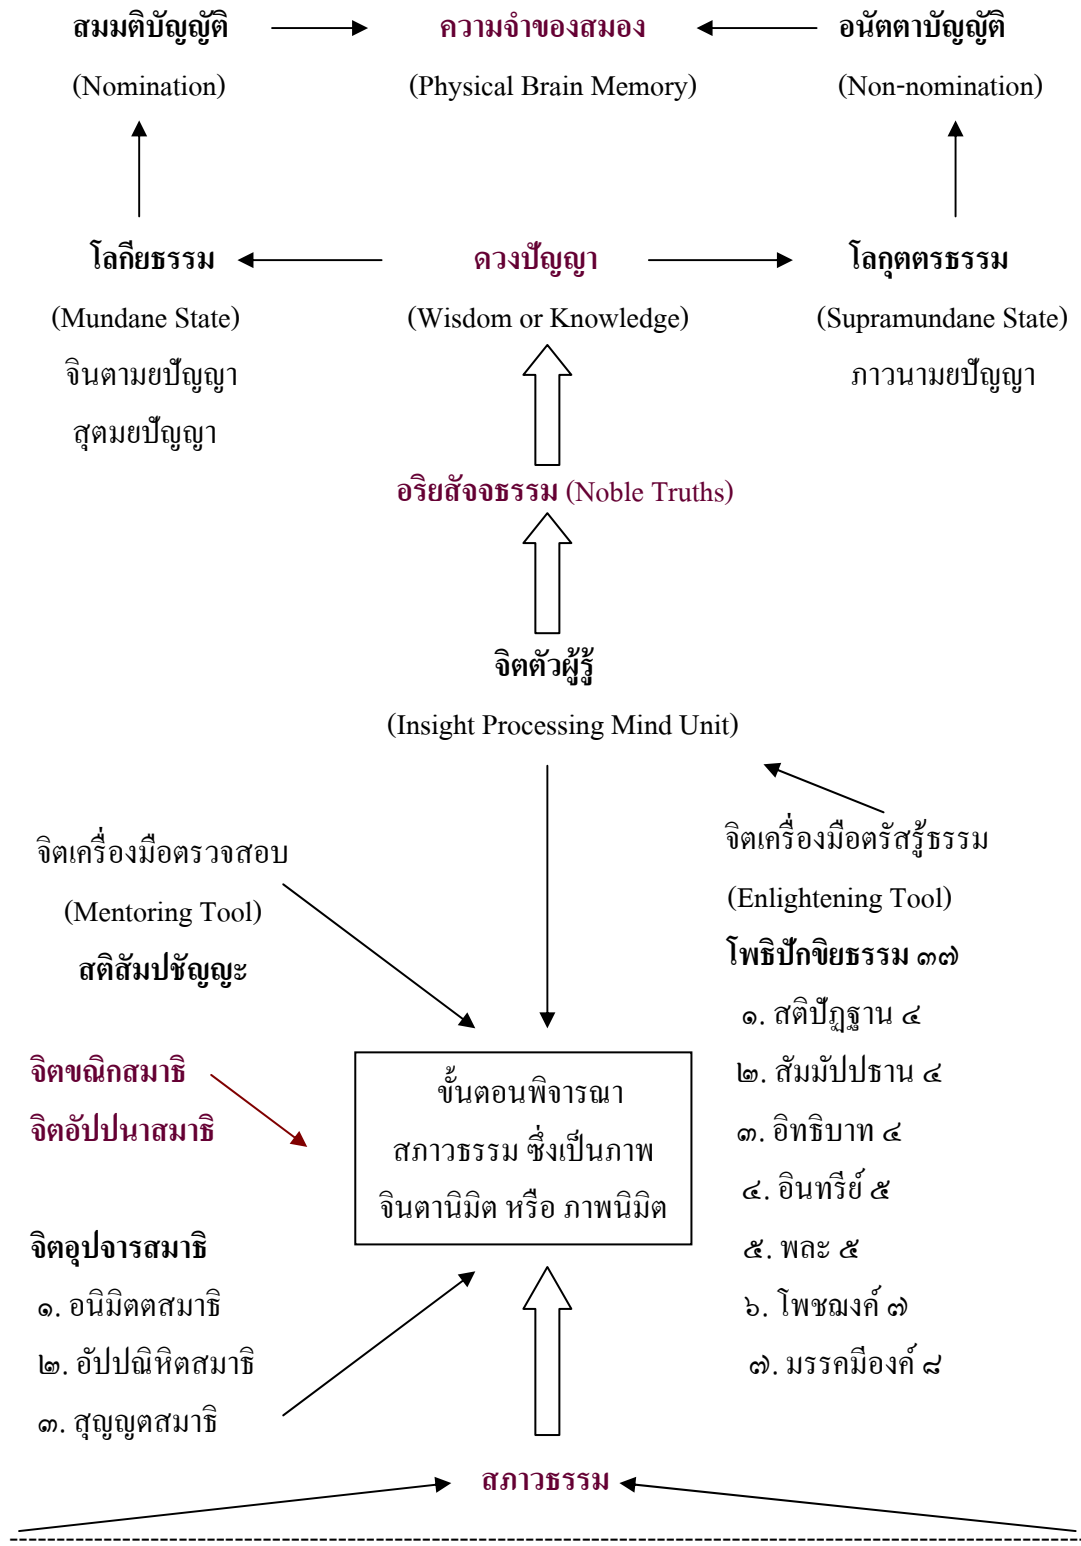 สมมติบัญญัติ ความจำของสมอง อนัตตาบัญญัติ
(Nomination) (Physical Brain Memory) (Non-nomination)
โลกียธรรม ดวงปัญญา โลกุตตรธรรม
(Mundane State) (Wisdom or Knowledge) (Supramundane State)
จินตามยปัญญา ภาวนามยปัญญา
สุตมยปัญญา
อริยสัจจธรรม (Noble Truths)
จิตตัวผู้รู้
(Insight Processing Mind Unit)
จิตเครื่องมือตรวจสอบ
(Mentoring Tool)
สติสัมปชัญญะ
จิตเครื่องมือตรัสรู้ธรรม
(Enlightening Tool)
โพธิปักขิยธรรม ๓๗
๑. สติปัฏฐาน ๔
๒. สัมมัปปธาน ๔
๓. อิทธิบาท ๔
๔. อินทรีย์ ๕
๕. พละ ๕
๖. โพชฌงค์ ๗
๗. มรรคมีองค์ ๘
จิตขณิกสมาธิ
จิตอัปปนาสมาธิ
ขั้นตอนพิจารณา
สภาวธรรม ซึ่งเป็นภาพ
จินตานิมิต หรือ ภาพนิมิต
จิตอุปจารสมาธิ
๑. อนิมิตตสมาธิ
๒. อัปปณิหิตสมาธิ
๓. สุญญตสมาธิ
สภาวธรรม